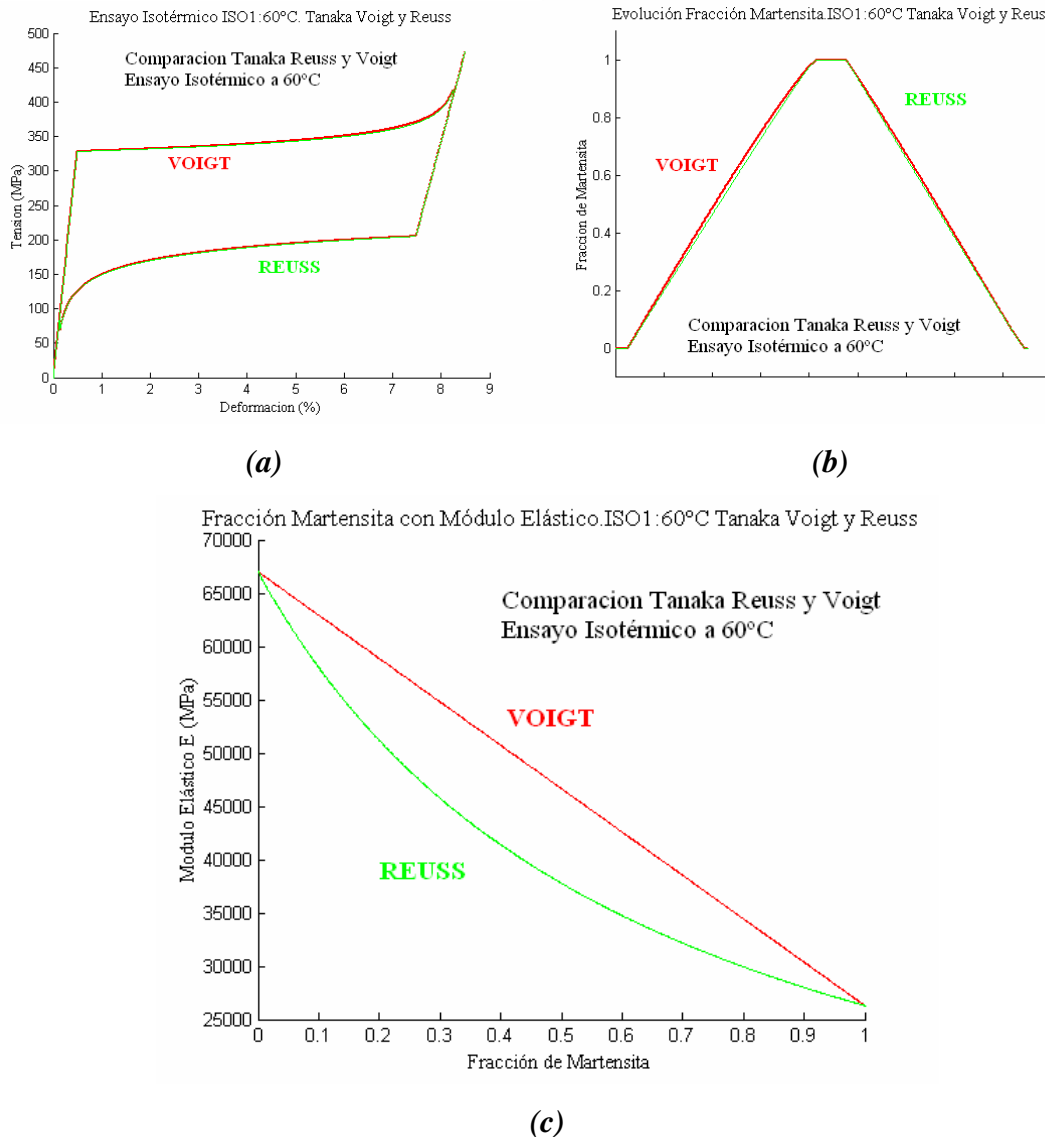 Ensayo Isotérmico ISO1:60ºC. Tanaka Voigt y Reuss
Comparacion Tanaka Reuss y Voigt
Ensayo Isotérmico a 60ºC
VOIGT
REUSS
Tension (MPa)
500
450
400
350
300
250
200
150
100
50
0
0 1 2 3 4 5 6 7 8 9
Deformacion (%)
(a)
Evolución Fracción Martensita.ISO1:60ºC Tanaka Voigt y Reus
REUSS
VOIGT
Fraccion de Martensita
1
0.8
0.6
0.4
0.2
0
Comparacion Tanaka Reuss y Voigt
Ensayo Isotérmico a 60ºC
(b)
Fracción Martensita con Módulo Elástico.ISO1:60ºC Tanaka Voigt y Reuss
Comparacion Tanaka Reuss y Voigt
Ensayo Isotérmico a 60ºC
VOIGT
REUSS
Modulo Elástico E (MPa)
70000
65000
60000
55000
50000
45000
40000
35000
30000
25000
0 0.1 0.2 0.3 0.4 0.5 0.6 0.7 0.8 0.9 1
Fracción de Martensita
(c)